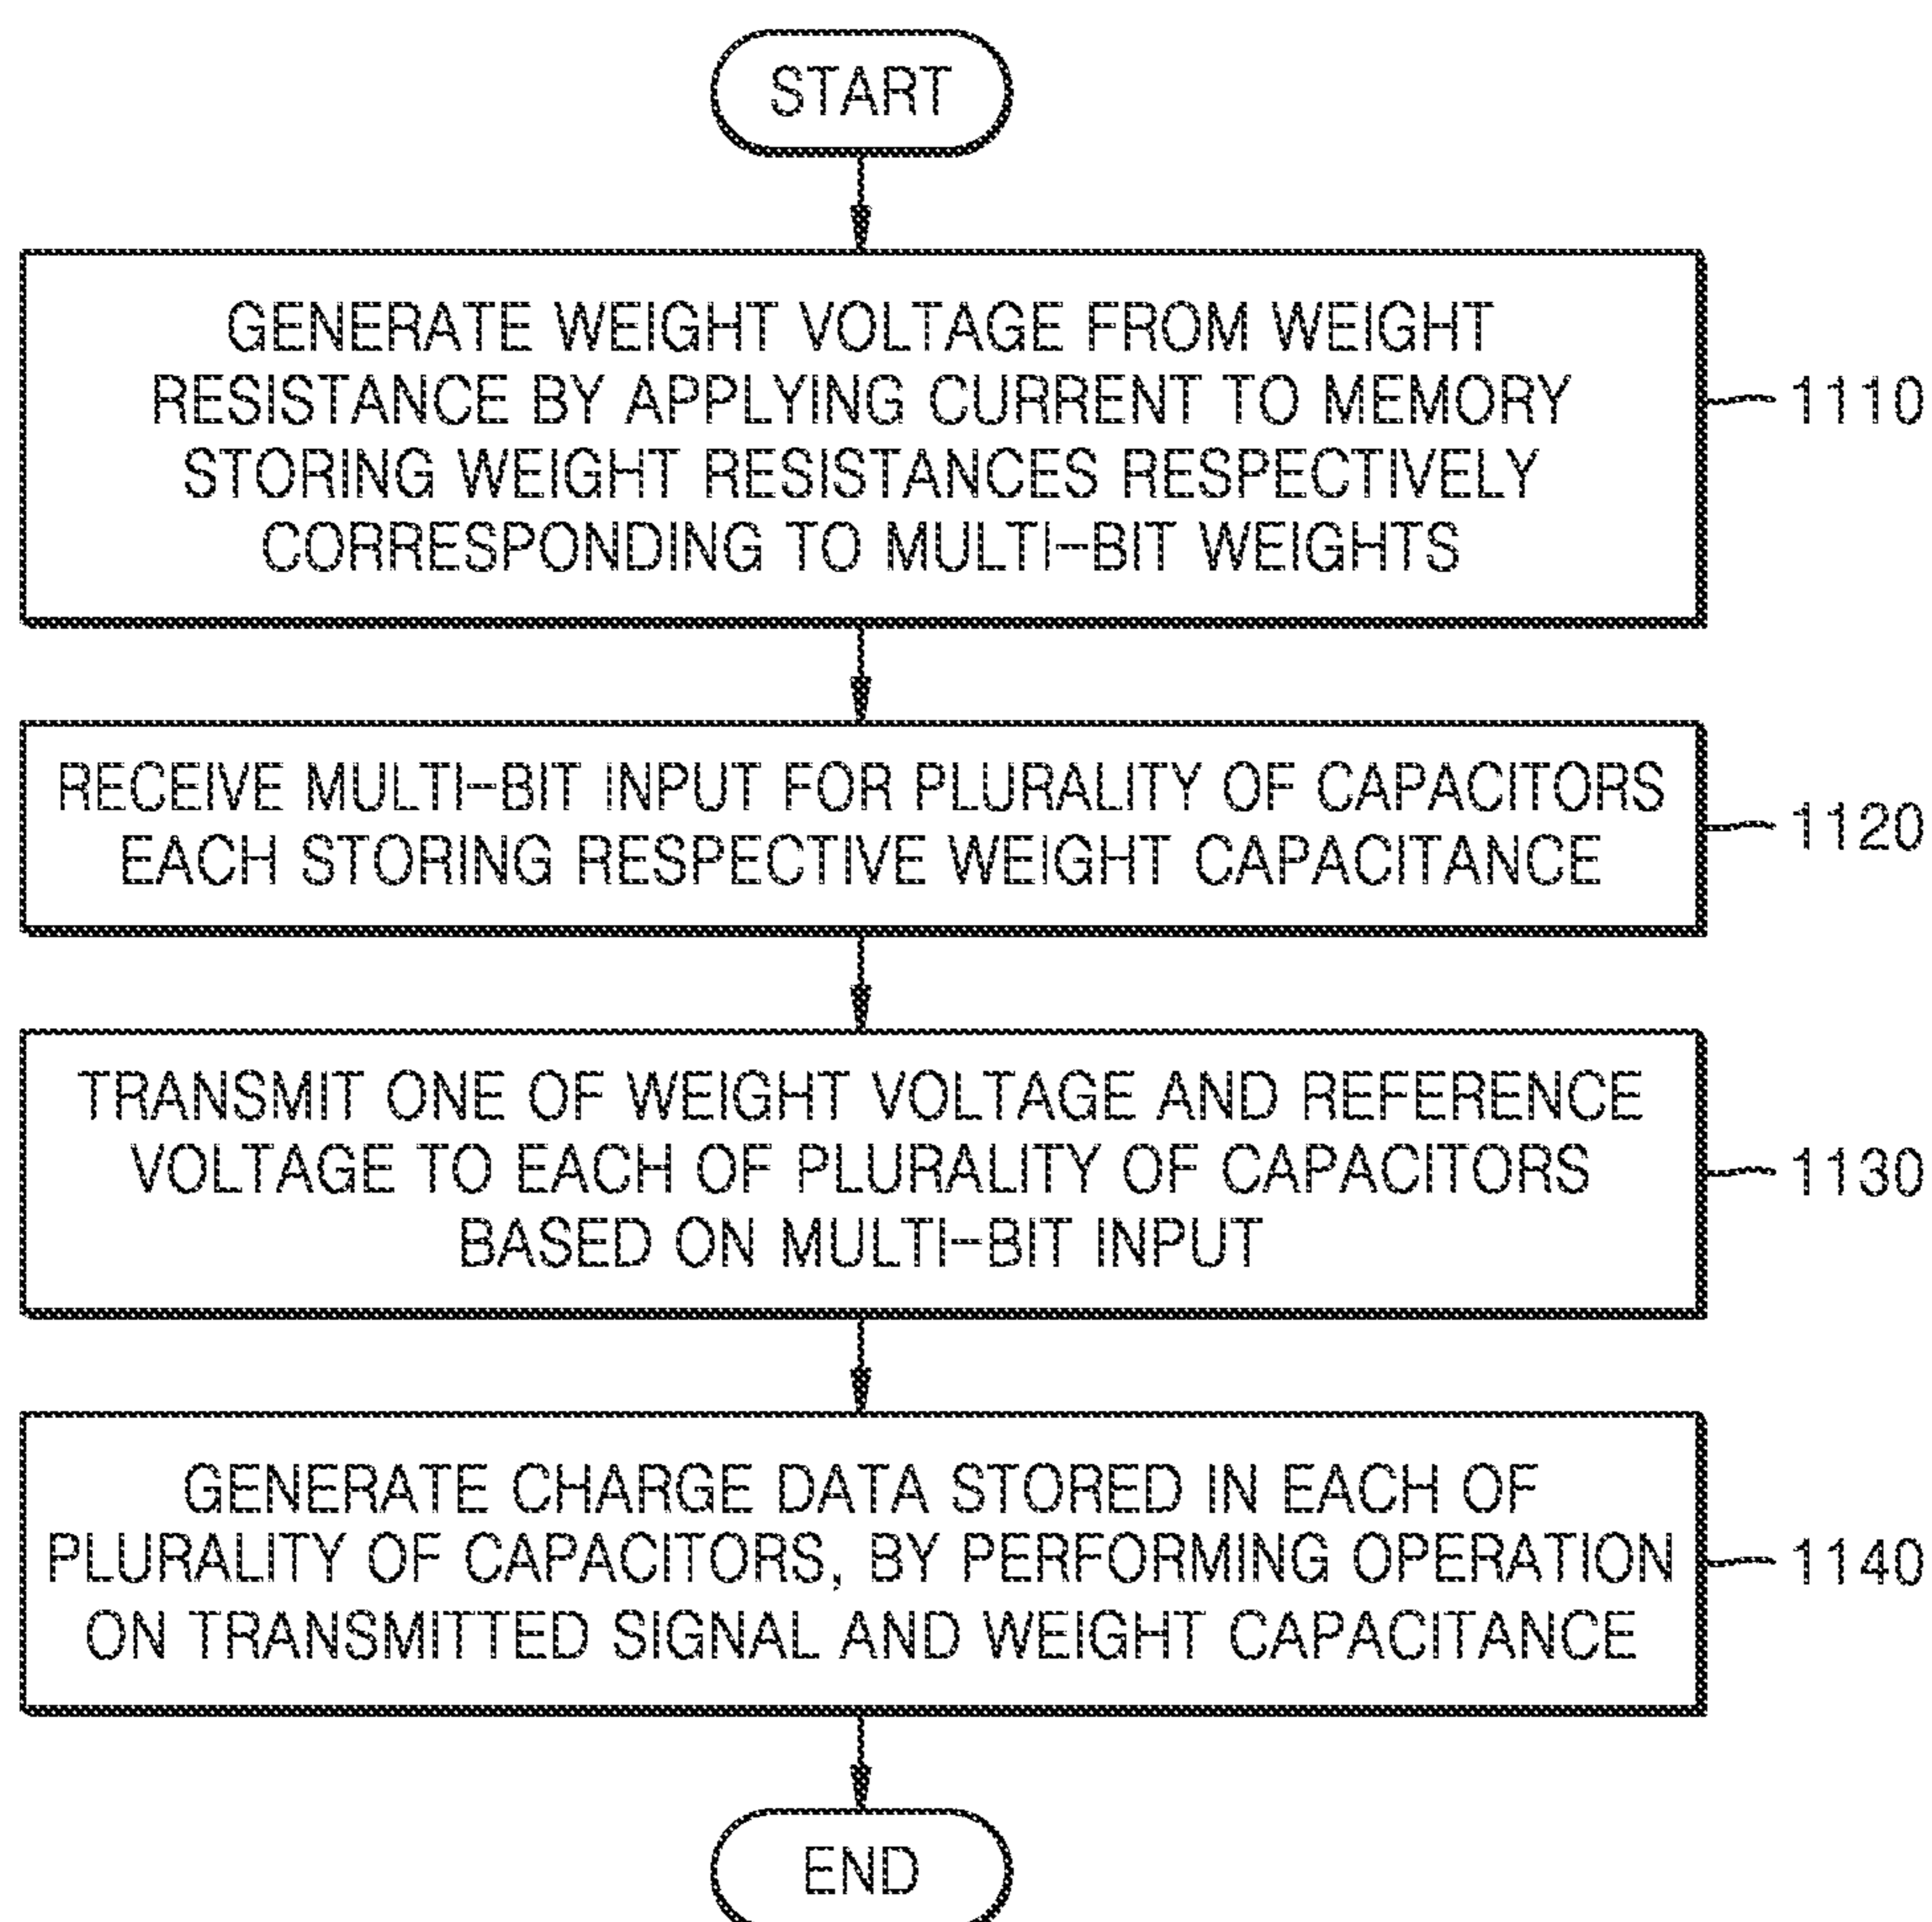 START
GENERATE WEIGHT VOLTAGE FROM WEIGHT
RESISTANCE BY APPLYING CURRENT TO MEMORY
STORING WEIGHT RESISTANCES RESPECTIVELY
CORRESPONDING TO MULTI-BIT WEIGHTS
1110
RECEIVE MULTI-BIT INPUT FOR PLURALITY OF CAPACITORS
EACH STORING RESPECTIVE WEIGHT CAPACITANCE
1120
TRANSMIT ONE OF WEIGHT VOLTAGE AND REFERENCE
VOLTAGE TO EACH OF PLURALITY OF CAPACITORS
BASED ON MULTI-BIT INPUT
1130
GENERATE CHARGE DATA STORED IN EACH OF
PLURALITY OF CAPACITORS, BY PERFORMING OPERATION
ON TRANSMITTED SIGNAL AND WEIGHT CAPACITANCE
1140
END